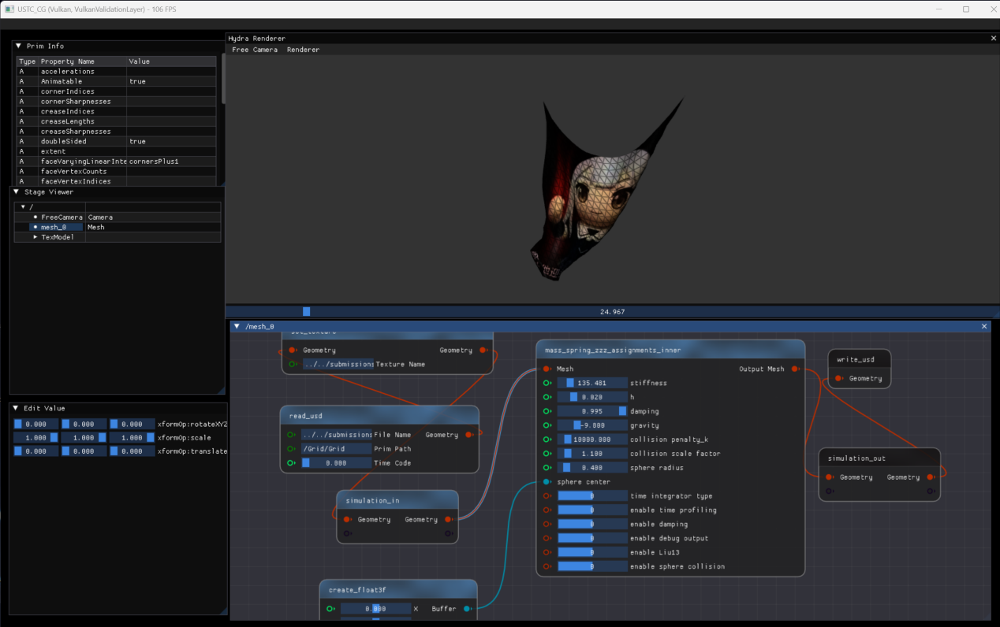 USTC_CG (Vulkan, VulkanValidationLayer) - 106 FPS
Prim Info
Type Property Name Value
A accelerations
A Animatable true
A cornerIndices
A cornerSharpnesses
A creaseIndices
A creaseLengths
A creaseSharpnesses
A doubleSided true
A extent
A faceVaryingLinearInte cornersPlus1
A faceVertexCounts
A faceVertexIndices
Stage Viewer
/
FreeCamera Camera
mesh_0 Mesh
TexModel
Edit Value
0.000 0.000 0.000 xformOp:rotateXYZ
1.000 1.000 1.000 xformOp:scale
0.000 0.000 0.000 xformOp:translate
Hydra Renderer
Free Camera Renderer
24.967
/mesh_0
Geometry Geometry
../../submissions Texture Name
read_usd
../../submissions File Name Geometry
/Grid/Grid Prim Path
0.000 Time Code
simulation_in
Geometry Geometry
create_float3f
0.000 X Buffer
mass_spring_zzz_assignments_inner
Mesh Output Mesh
135.481 stiffness
0.020 h
0.995 damping
-9.800 gravity
10000.000 collision penalty_k
1.100 collision scale factor
0.400 sphere radius
sphere center
0 time integrator type
0 enable time profiling
0 enable damping
0 enable debug output
0 enable Liu13
0 enable sphere collision
write_usd
Geometry
simulation_out
Geometry Geometry